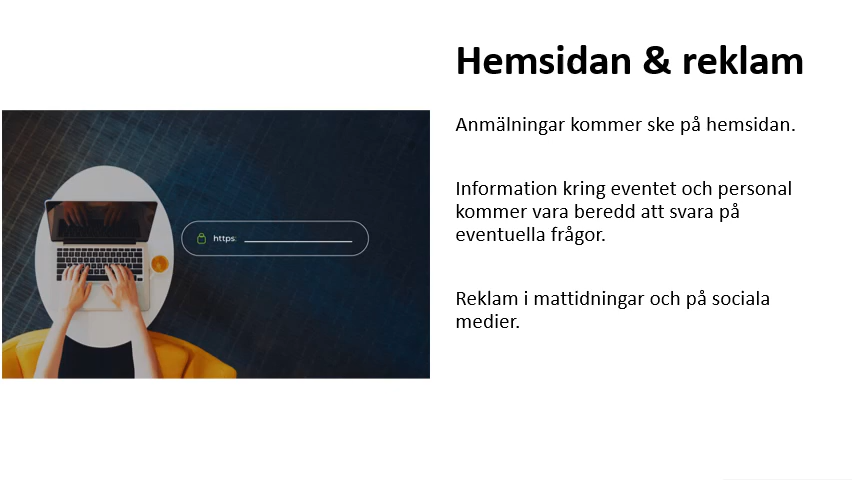 Hemsidan & reklam
Anmälningar kommer ske på hemsidan.
Information kring eventet och personal
kommer vara beredd att svara på
eventuella frågor.
https:
Reklam i mattidningar och på sociala
medier.